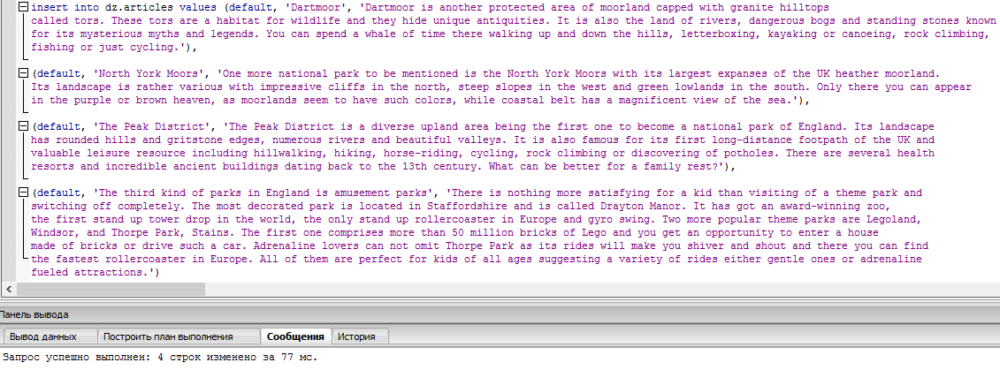 insert into dz.articles values (default, 'Dartmoor', 'Dartmoor is another protected area of moorland capped with granite hilltops
called tors. These tors are a habitat for wildlife and they hide unique antiquities. It is also the land of rivers, dangerous bogs and standing stones known
for its mysterious myths and legends. You can spend a whale of time there walking up and down the hills, letterboxing, kayaking or canoeing, rock climbing,
fishing or just cycling.'),
(default, 'North York Moors', 'One more national park to be mentioned is the North York Moors with its largest expanses of the UK heather moorland.
Its landscape is rather various with impressive cliffs in the north, steep slopes in the west and green lowlands in the south. Only there you can appear
in the purple or brown heaven, as moorlands seem to have such colors, while coastal belt has a magnificent view of the sea.'),
(default, 'The Peak District', 'The Peak District is a diverse upland area being the first one to become a national park of England. Its landscape
has rounded hills and gritstone edges, numerous rivers and beautiful valleys. It is also famous for its first long-distance footpath of the UK and
valuable leisure resource including hillwalking, hiking, horse-riding, cycling, rock climbing or discovering of potholes. There are several health
resorts and incredible ancient buildings dating back to the 13th century. What can be better for a family rest?'),
(default, 'The third kind of parks in England is amusement parks', 'There is nothing more satisfying for a kid than visiting of a theme park and
switching off completely. The most decorated park is located in Staffordshire and is called Drayton Manor. It has got an award-winning zoo,
the first stand up tower drop in the world, the only stand up rollercoaster in Europe and gyro swing. Two more popular theme parks are Legoland,
Windsor, and Thorpe Park, Stains. The first one comprises more than 50 million bricks of Lego and you get an opportunity to enter a house
made of bricks or drive such a car. Adrenaline lovers can not omit Thorpe Park as its rides will make you shiver and shout and there you can find
the fastest rollercoaster in Europe. All of them are perfect for kids of all ages suggesting a variety of rides either gentle ones or adrenaline
fueled attractions.')
Панель вывода
Вывод данных Построить план выполнения Сообщения История
Запрос успешно выполнен: 4 строк изменено за 77 мс.